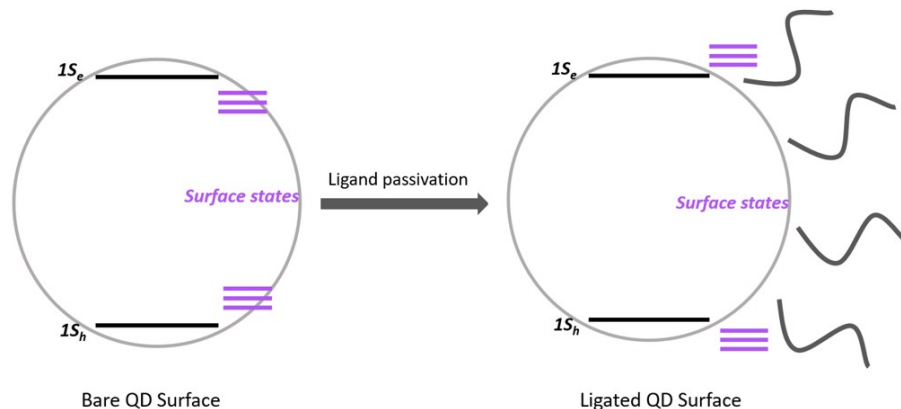 1Se
1Se
Surface states
Ligand passivation
Surface states
1Sh
1Sh
Bare QD Surface
Ligated QD Surface